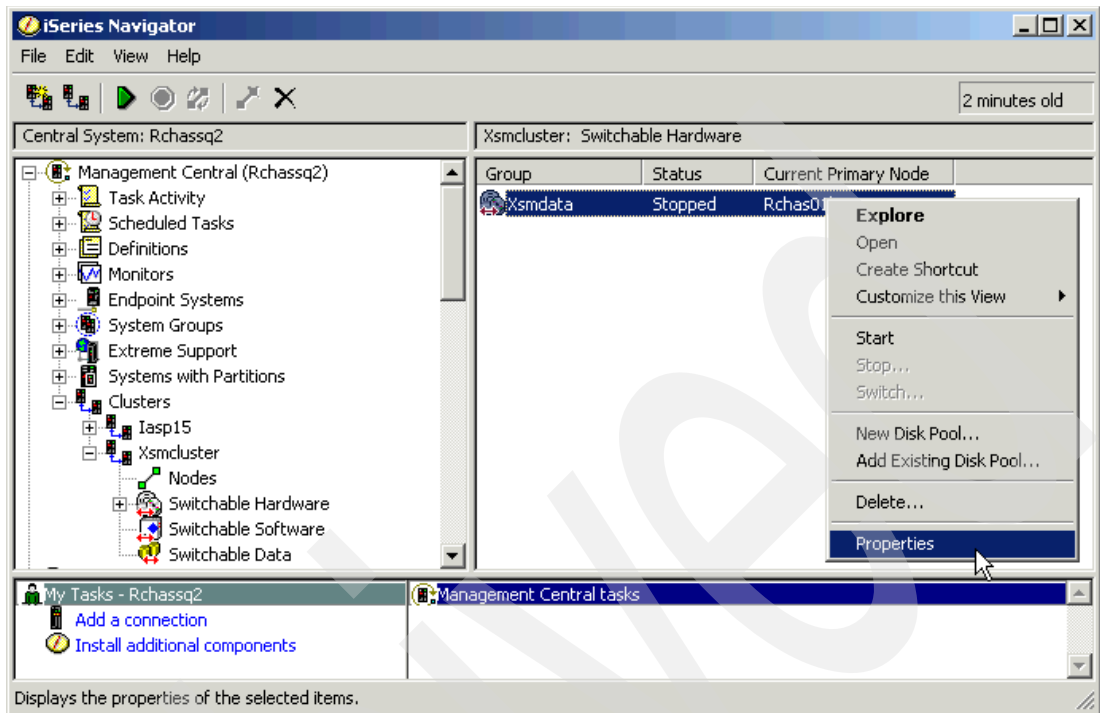 iSeries Navigator
File Edit View Help
2 minutes old
Central System: Rchassq2
Xsmcluster: Switchable Hardware
Management Central (Rchassq2)
Task Activity
Scheduled Tasks
Definitions
Monitors
Endpoint Systems
System Groups
Extreme Support
Systems with Partitions
Clusters
Iasp15
Xsmcluster
Nodes
Switchable Hardware
Switchable Software
Switchable Data
Group Status Current Primary Node
Xsmdata Stopped
Explore
Open
Create Shortcut
Customize this View
Start
Stop...
Switch...
New Disk Pool...
Add Existing Disk Pool...
Delete...
Properties
My Tasks - Rchassq2
Add a connection
Install additional components
Management Central tasks
Displays the properties of the selected items.